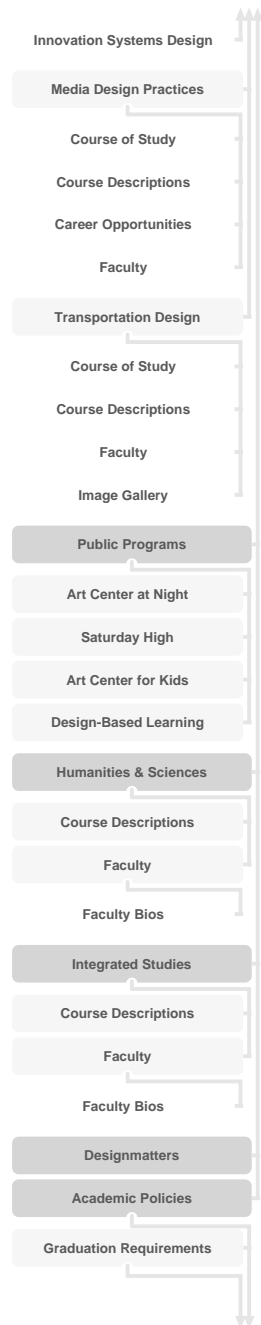 Innovation Systems Design
Media Design Practices
Course of Study
Course Descriptions
Career Opportunities
Faculty
Transportation Design
Course of Study
Course Descriptions
Faculty
Image Gallery
Public Programs
Art Center at Night
Saturday High
Art Center for Kids
Design-Based Learning
Humanities & Sciences
Course Descriptions
Faculty
Faculty Bios
Integrated Studies
Course Descriptions
Faculty
Faculty Bios
Designmatters
Academic Policies
Graduation Requirements